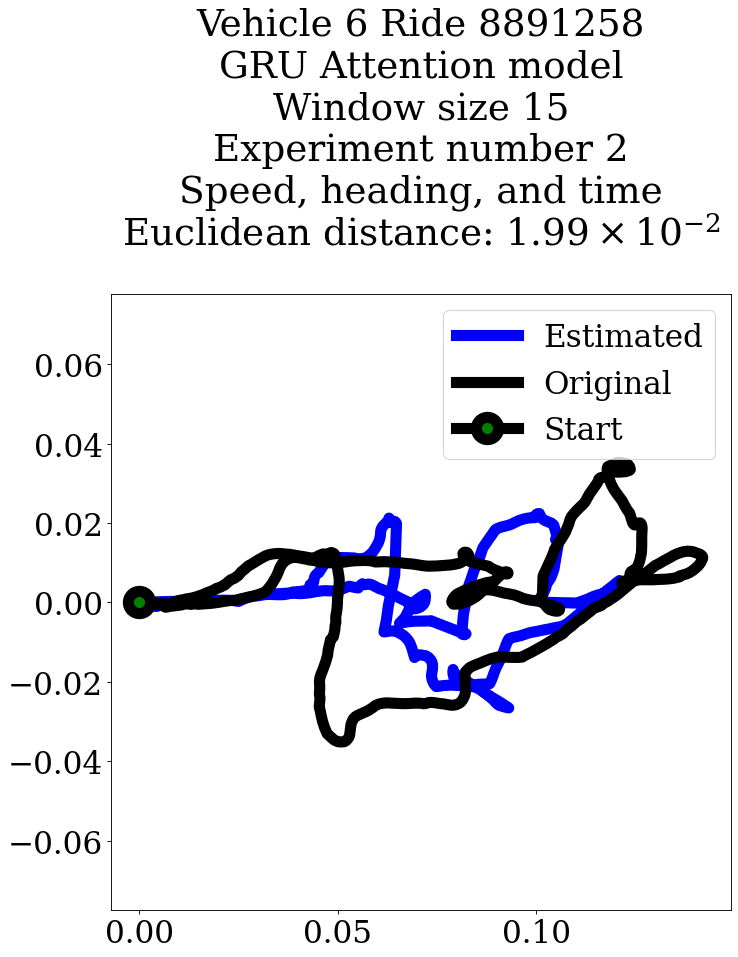 Vehicle 6 Ride 8891258
GRU Attention model
Window size 15
Experiment number 2
Speed, heading, and time
Euclidean distance: 1.99 × 10⁻²
Estimated
Original
Start
0.06
0.04
0.02
0.00
−0.02
−0.04
−0.06
0.00 0.05 0.10